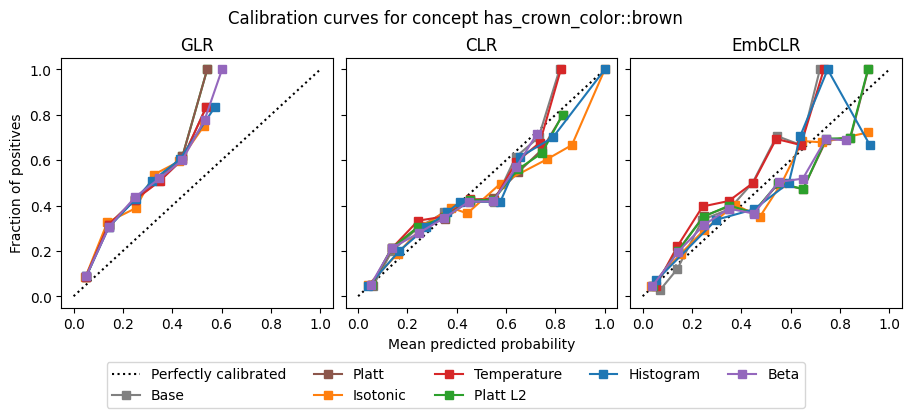 Calibration curves for concept has_crown_color::brown
GLR
CLR
EmbCLR
Fraction of positives
1.0
0.8
0.6
0.4
0.2
0.0
0.0 0.2 0.4 0.6 0.8 1.0
0.0 0.2 0.4 0.6 0.8 1.0
0.0 0.2 0.4 0.6 0.8 1.0
Mean predicted probability
Perfectly calibrated
Base
Platt
Isotonic
Temperature
Platt L2
Histogram
Beta